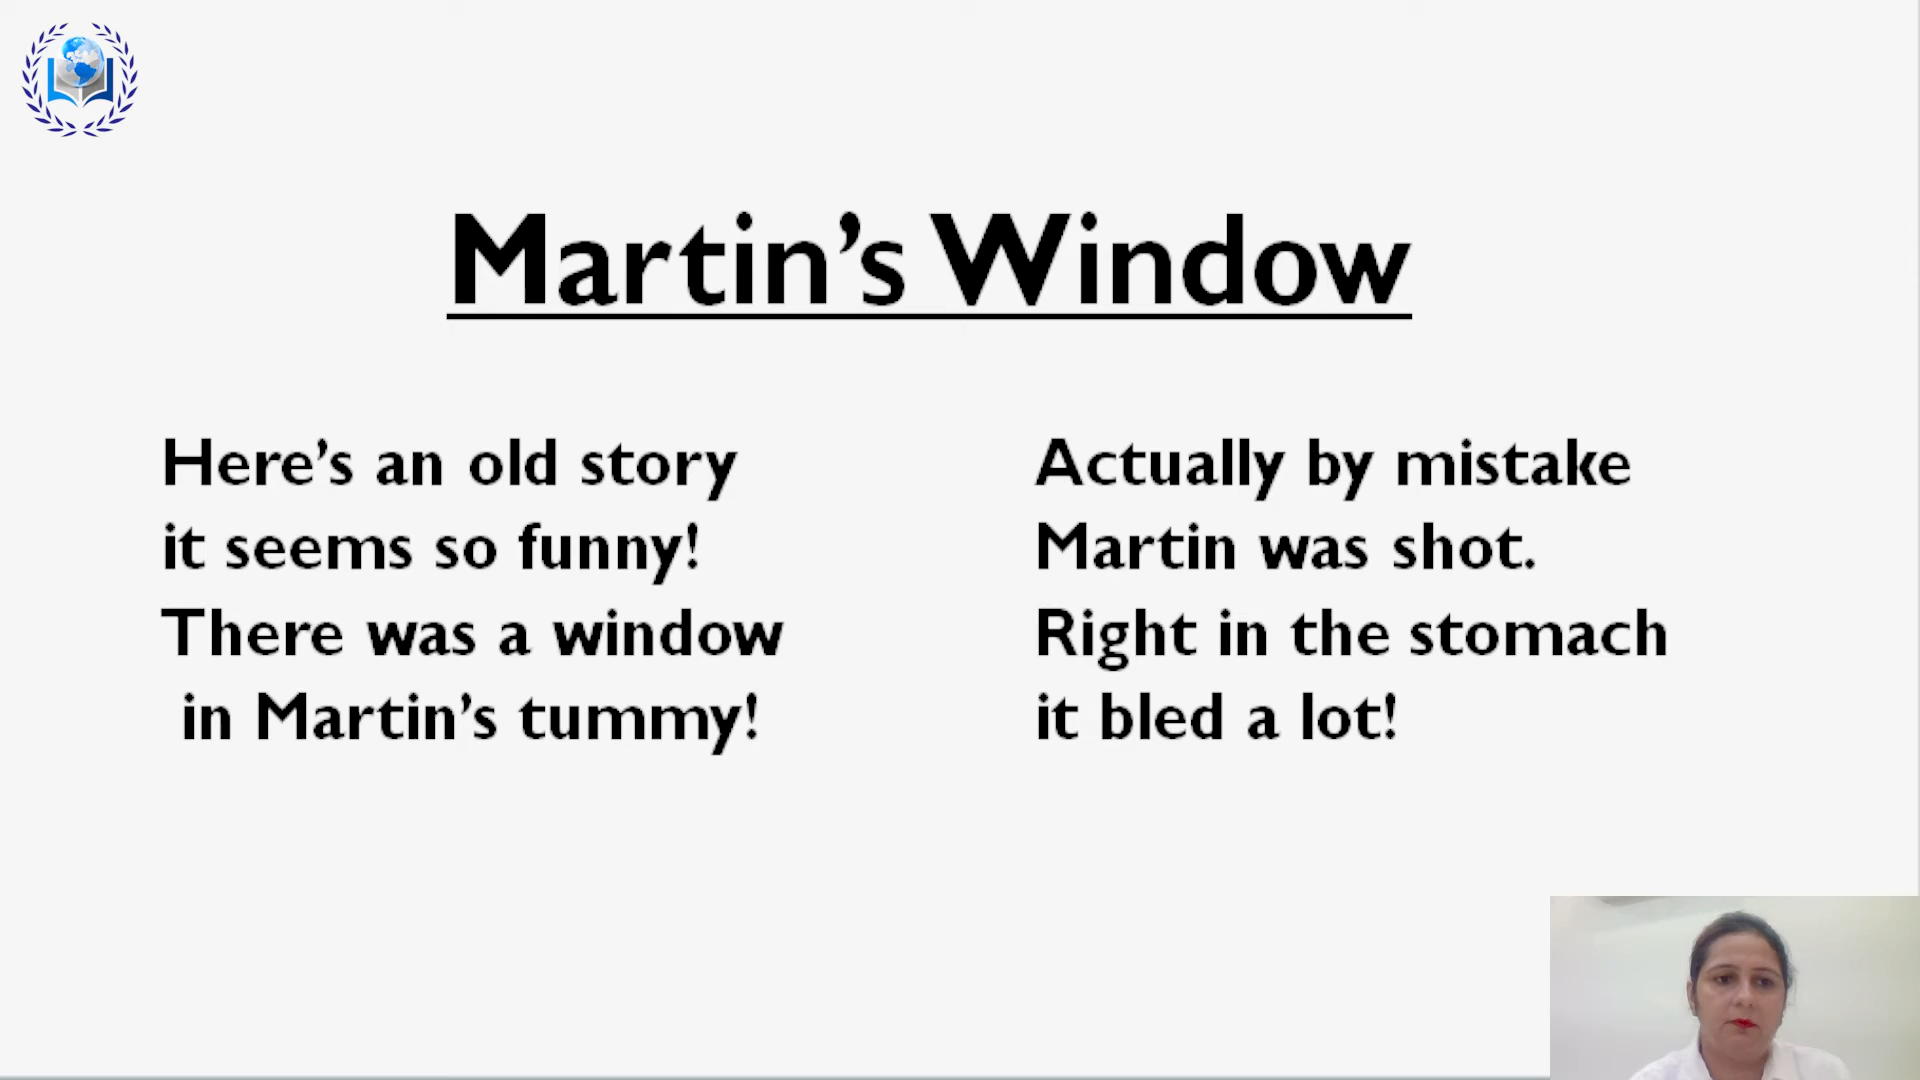 Martin’s Window
Here’s an old story
it seems so funny!
There was a window
in Martin’s tummy!
Actually by mistake
Martin was shot.
Right in the stomach
it bled a lot!